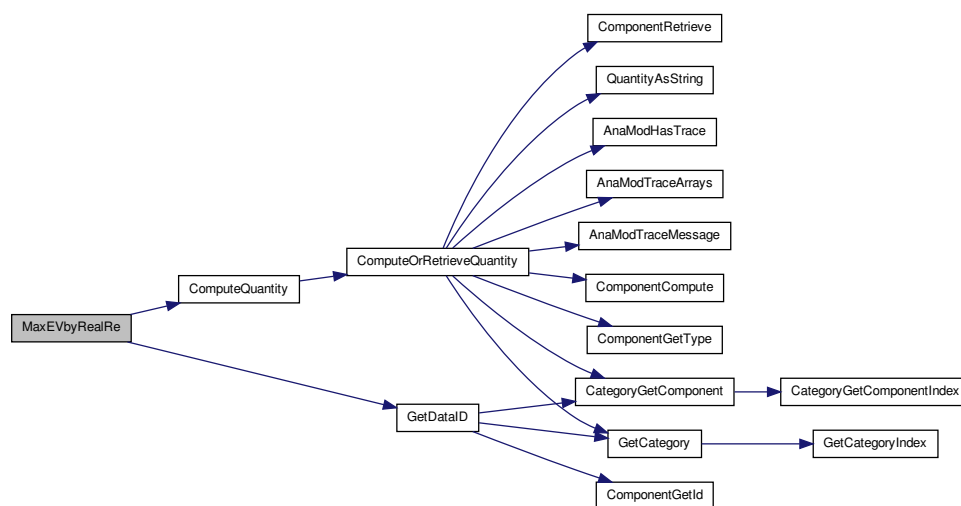 ComponentRetrieve
QuantityAsString
AnaModHasTrace
AnaModTraceArrays
AnaModTraceMessage
ComputeOrRetrieveQuantity
ComputeQuantity
ComponentCompute
MaxEVbyRealRe
ComponentGetType
CategoryGetComponent
CategoryGetComponentIndex
GetDataID
GetCategory
GetCategoryIndex
ComponentGetId